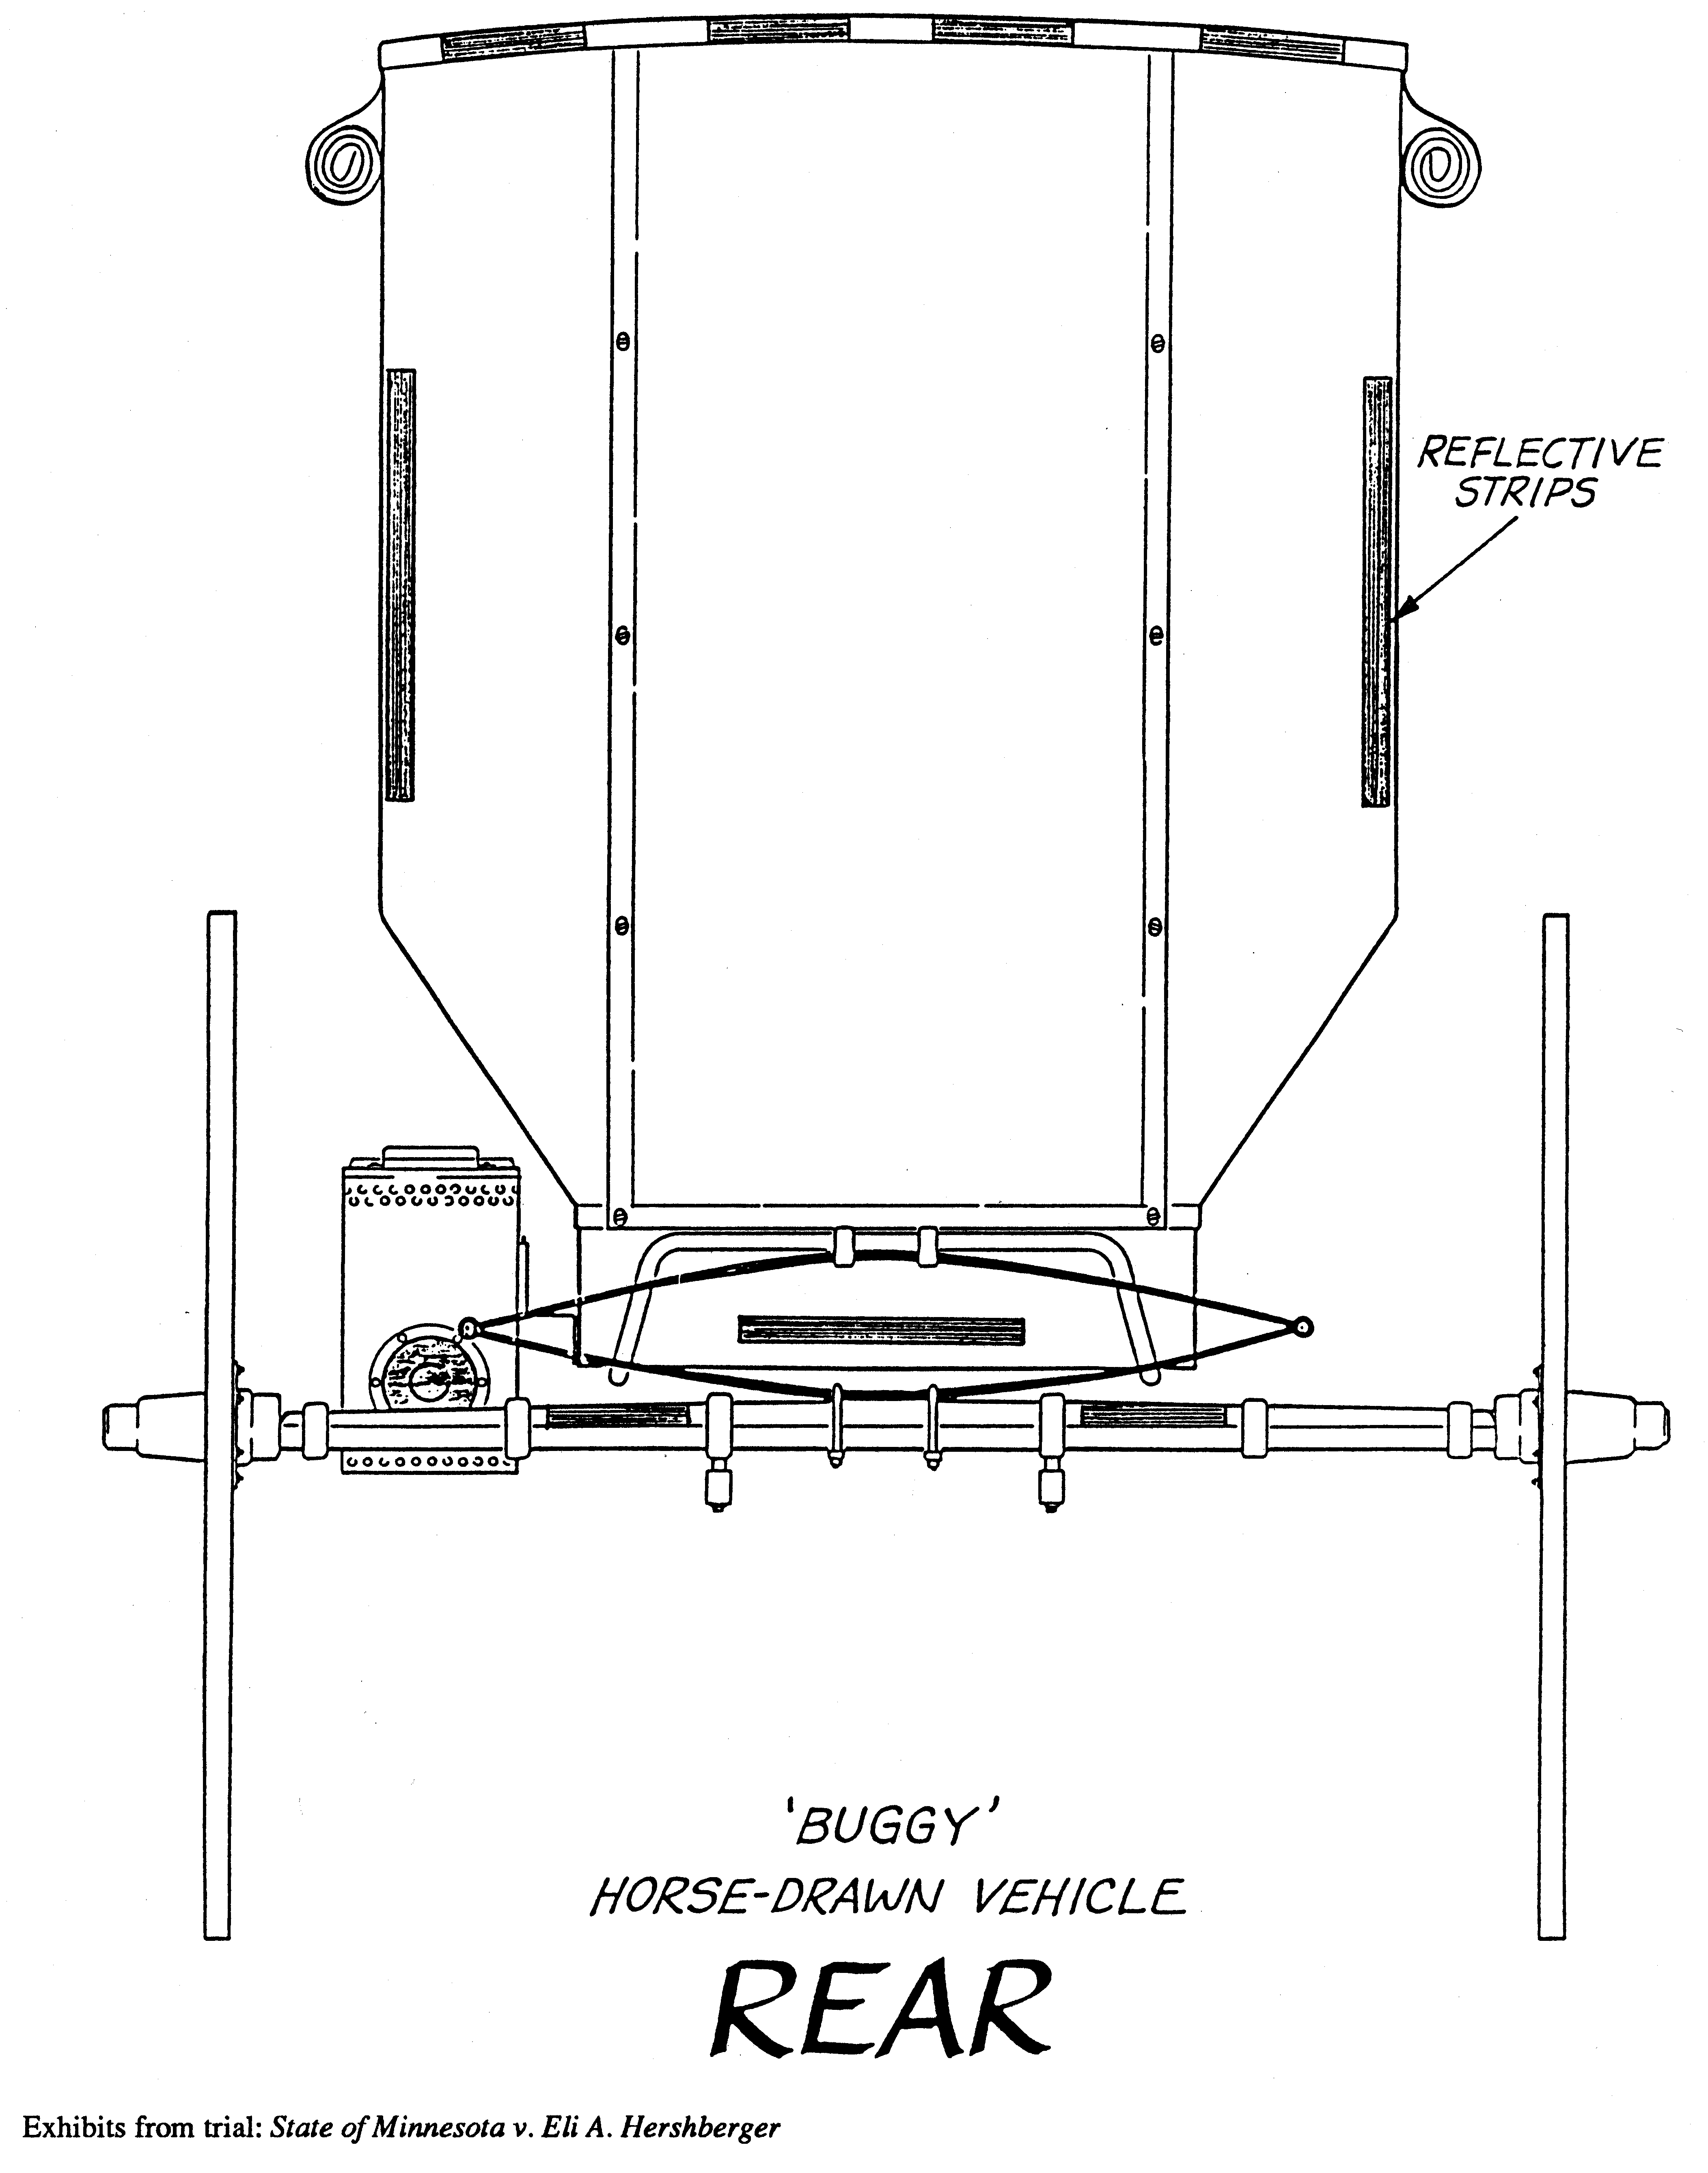 REFLECTIVE
STRIPS
'BUGGY'
HORSE-DRAWN VEHICLE
REAR
Exhibits from trial: State of Minnesota v. Eli A. Hershberger